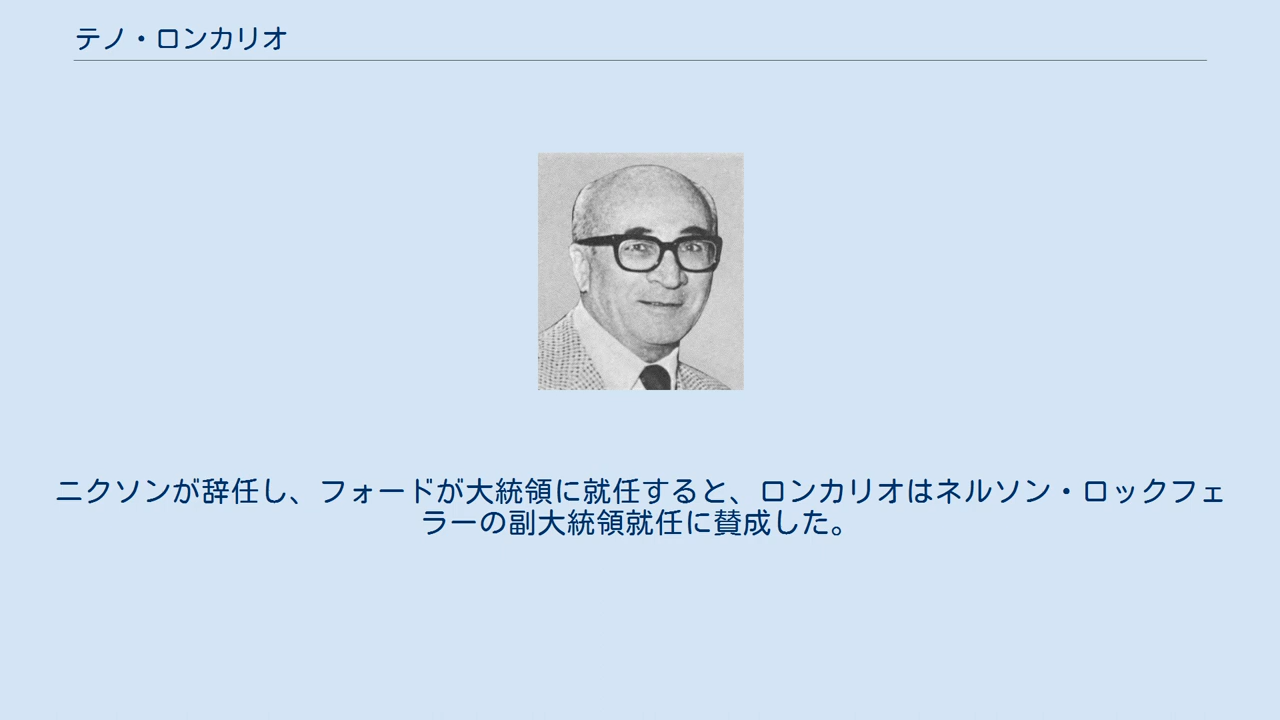 テノ・ロンカリオ
ニクソンが辞任し、フォードが大統領に就任すると、ロンカリオはネルソン・ロックフェ
ラーの副大統領就任に賛成した。